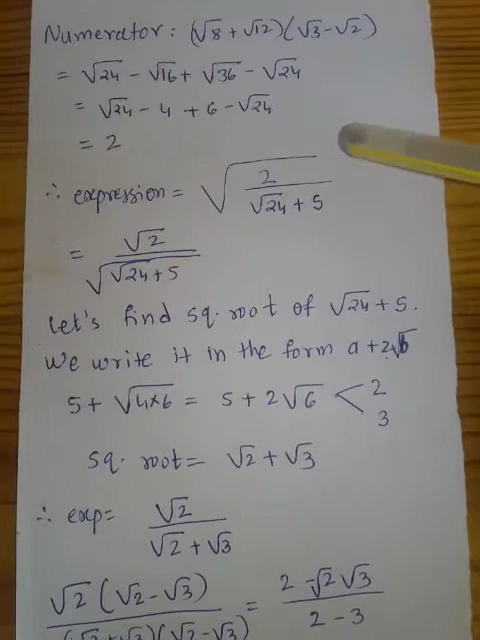 Numerator: (√8 + √12)(√3 - √2)
= √24 - √16 + √36 - √24
= √24 - 4 + 6 - √24
= 2
∴ expression = √(2 / (√24 + 5))
= √2 / √(√24 + 5)
Let's find sq. root of √24 + 5.
We write it in the form a + 2√b
5 + √(4×6) = 5 + 2√6 < 2 3
sq. root = √2 + √3
∴ exp = √2 / (√2 + √3)
√2 (√2 - √3) / (√2 + √3)(√2 - √3) = (2 - √2√3) / (2 - 3)